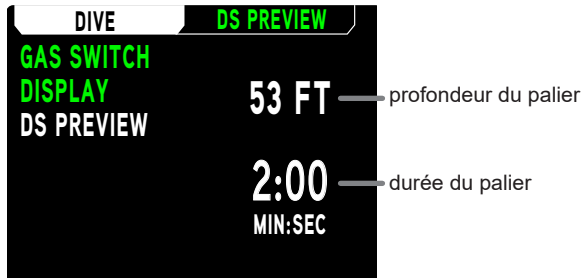 DIVE DS PREVIEW
GAS SWITCH
DISPLAY
DS PREVIEW
53 FT
profondeur du palier
2:00
durée du palier
MIN:SEC